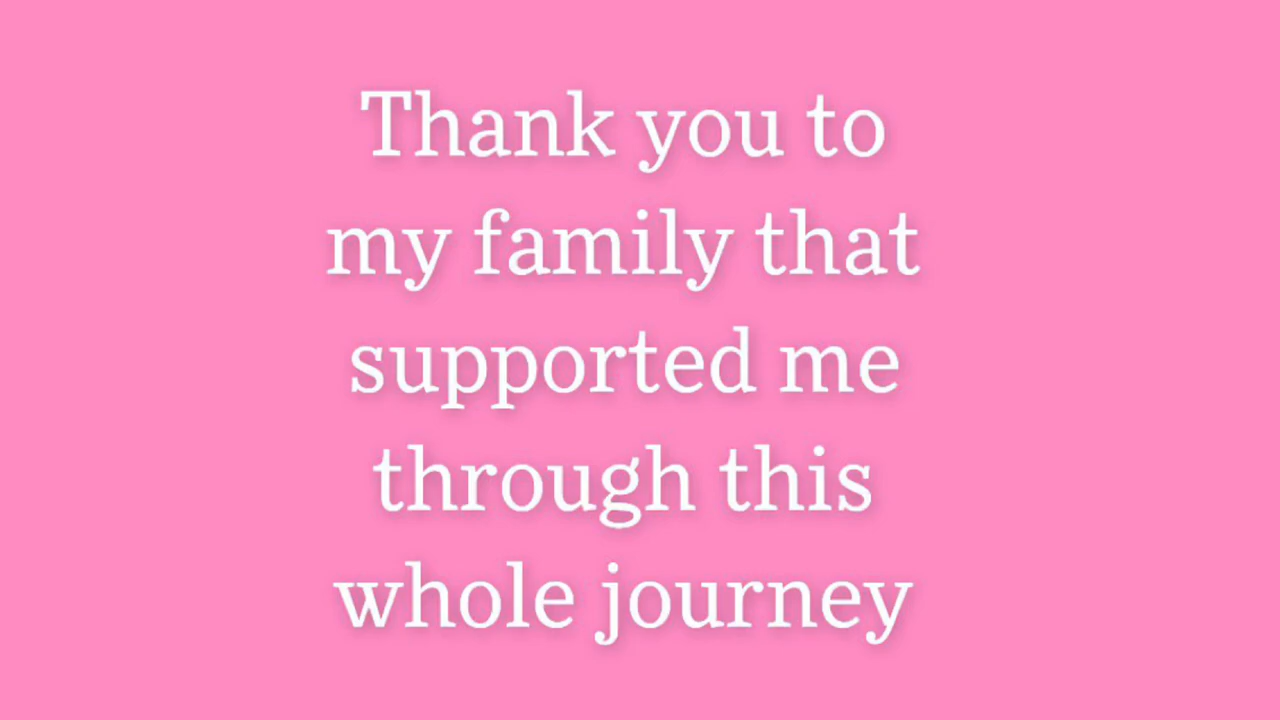 Thank you to
my family that
supported me
through this
whole journey